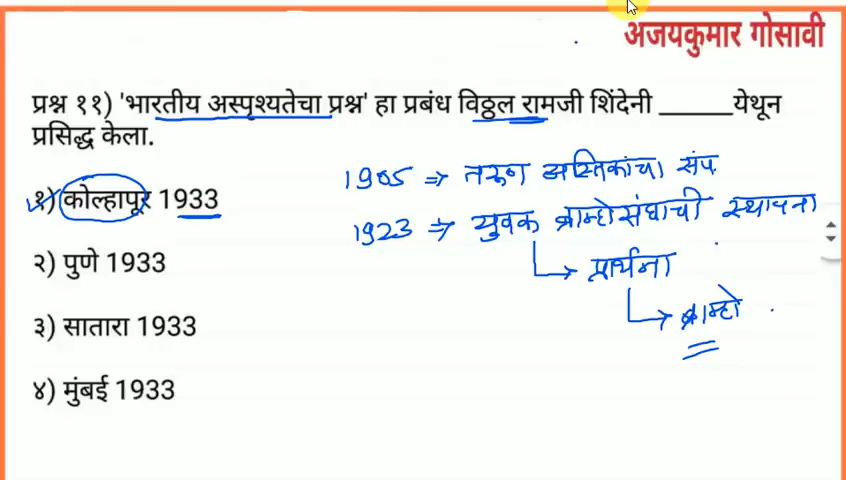 अजयकुमार गोसावी
प्रश्न ११) 'भारतीय अस्पृश्यतेचा प्रश्न' हा प्रबंध विठ्ठल रामजी शिंदेनी ______येथून
प्रसिद्ध केला.
१) कोल्हापूर 1933
२) पुणे 1933
३) सातारा 1933
४) मुंबई 1933
1905 ⇒ तरुण अस्तिकांचा संघ
1923 ⇒ युवक ब्राम्होसंघाची स्थापना
प्रार्थना
ब्राम्हो